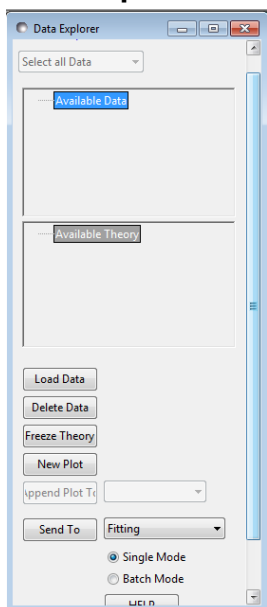 Data Explorer
Select all Data
Available Data
Available Theory
Load Data
Delete Data
Freeze Theory
New Plot
Append Plot To
Send To Fitting
Single Mode
Batch Mode
HELP